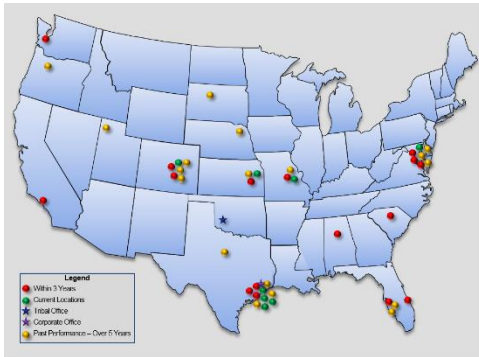 Legend
Within 3 Years
Current Locations
Tribal Office
Corporate Office
Past Performance – Over 5 Years